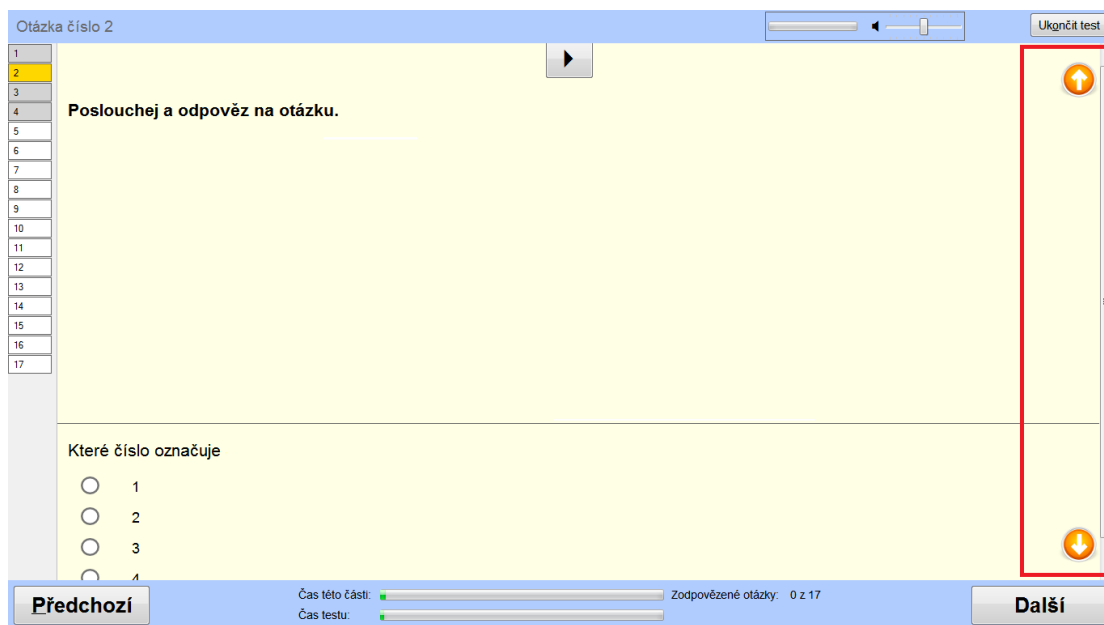 Otázka číslo 2
Ukončit test
1
2
3
4
5
6
7
8
9
10
11
12
13
14
15
16
17
Poslouchej a odpověz na otázku.
Které číslo označuje
1
2
3
4
Předchozí
Čas této části:
Čas testu:
Zodpovězené otázky: 0 z 17
Další